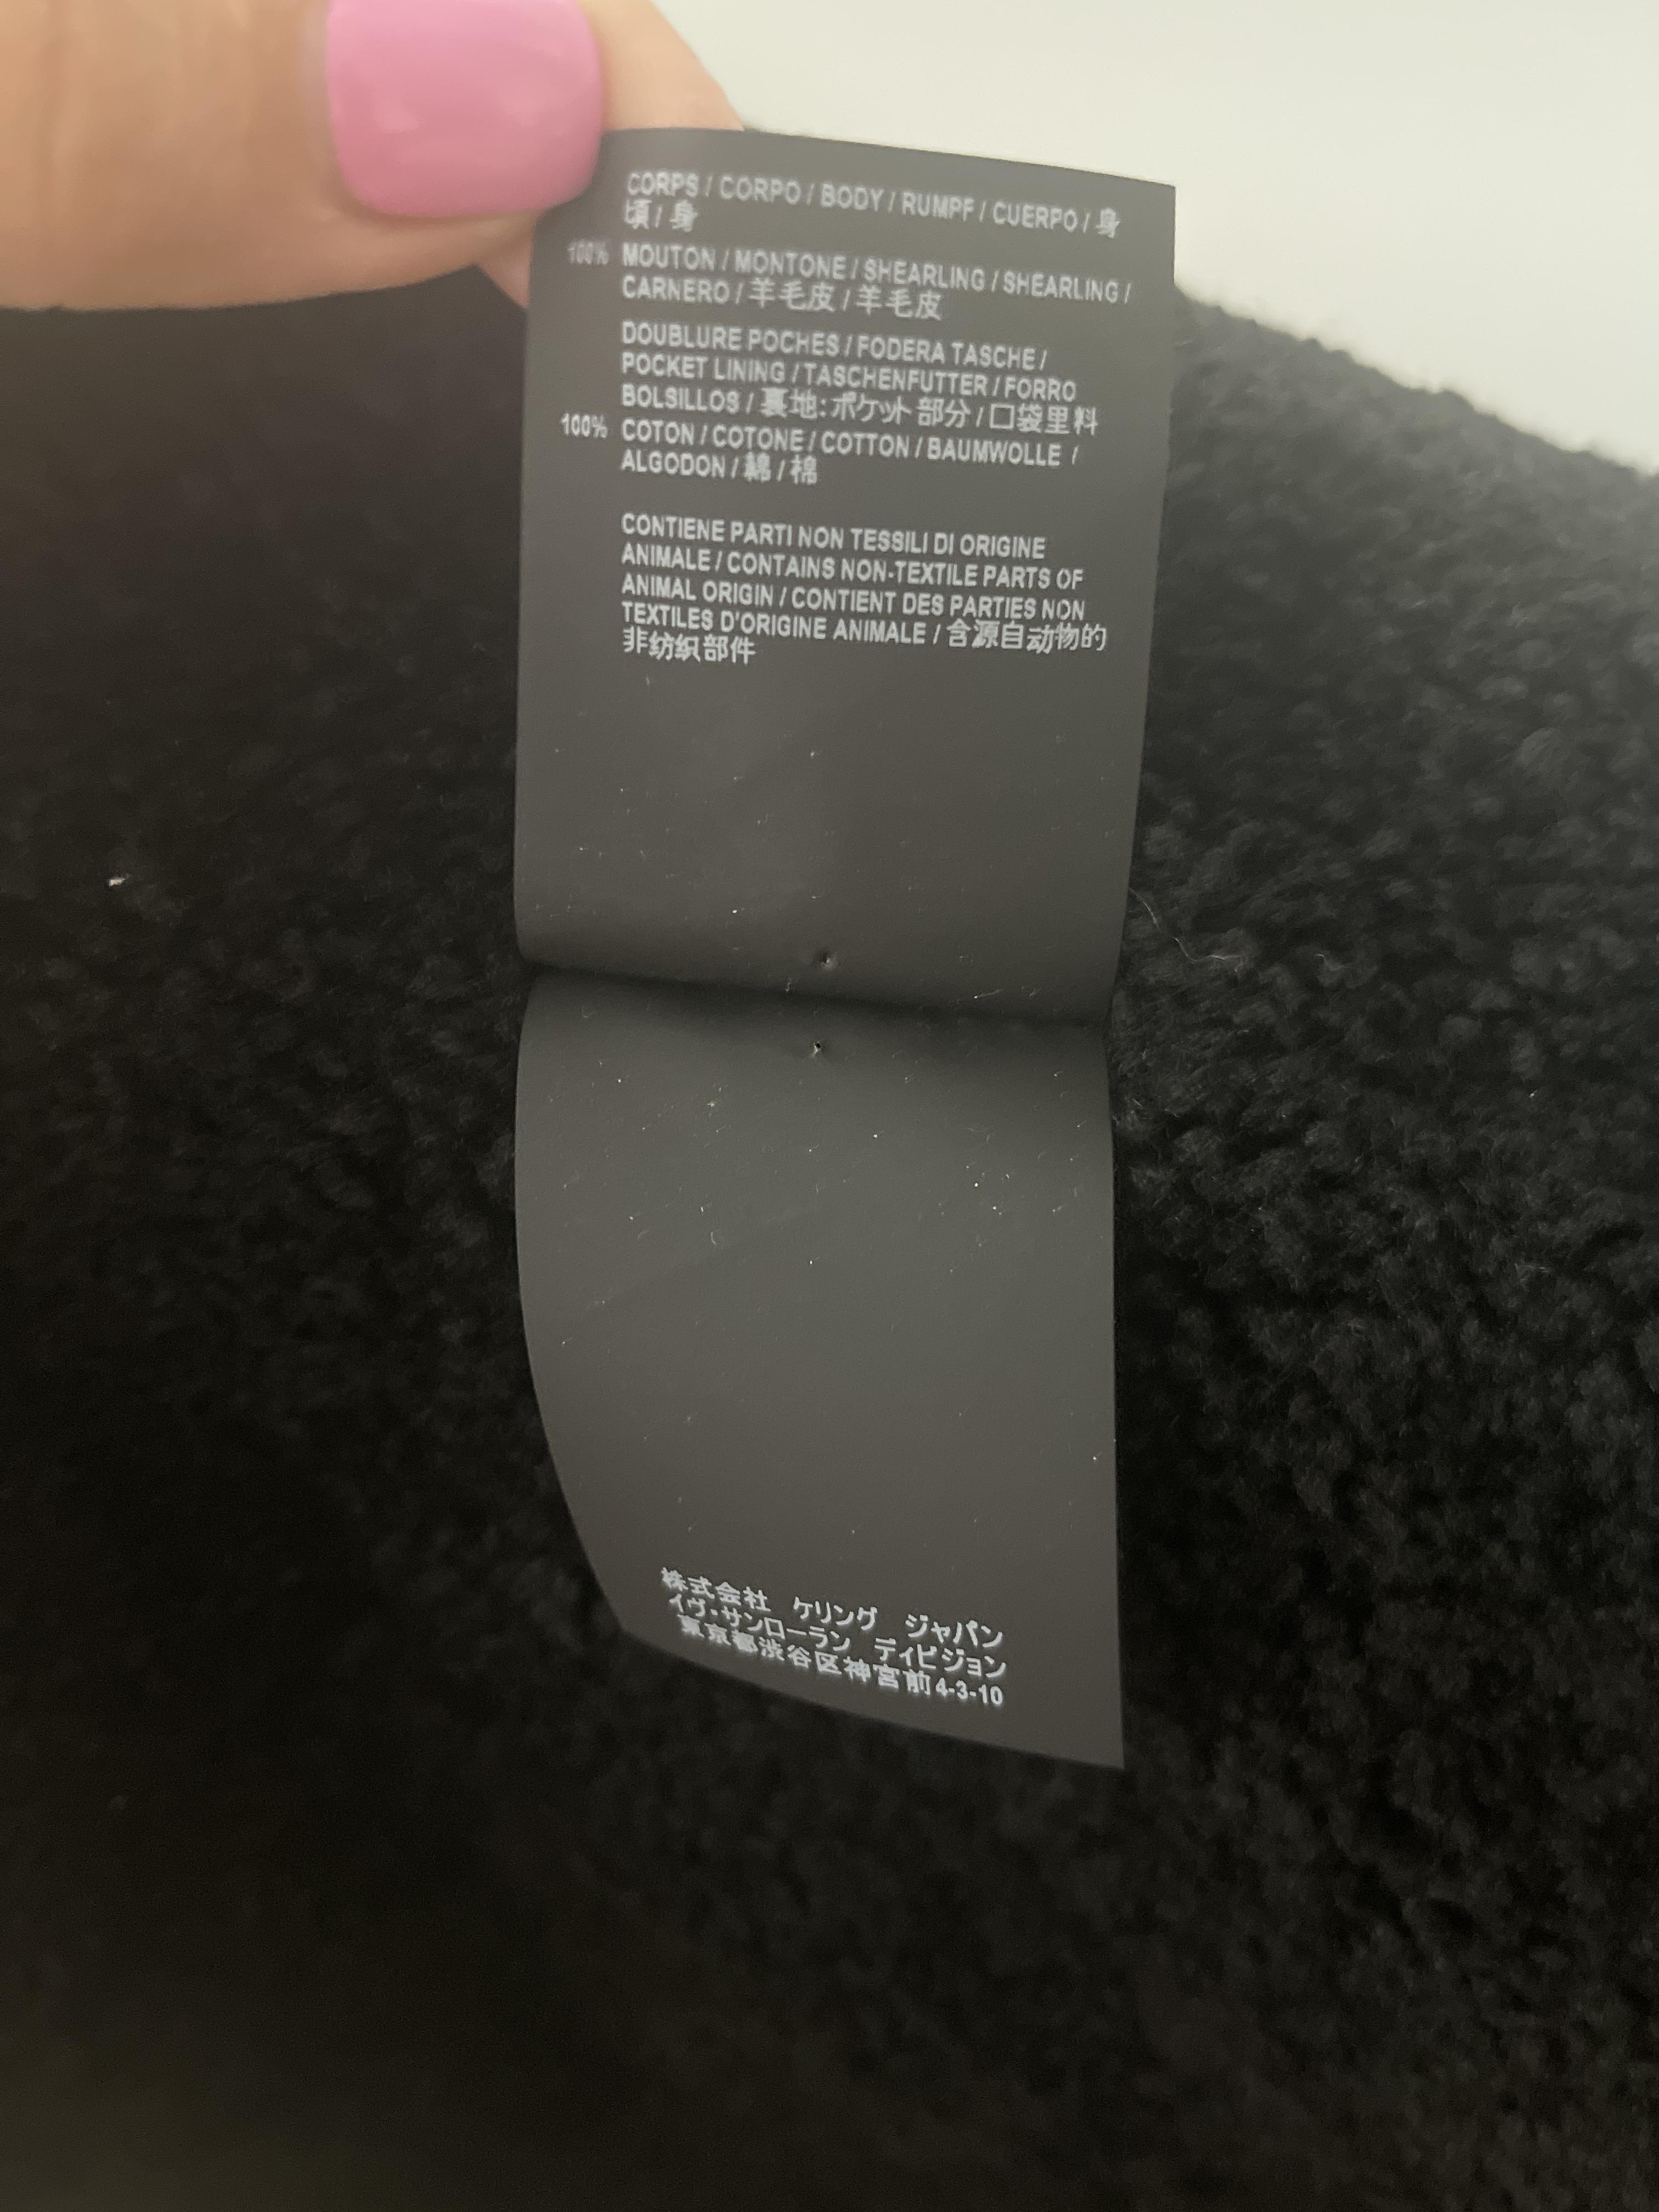 CORPS / CORPO / BODY / RUMPF / CUERPO / 身
頃 / 身
100% MOUTON / MONTONE / SHEARLING / SHEARLING /
CARNERO / 羊毛皮 / 羊毛皮
DOUBLURE POCHES / FODERA TASCHE /
POCKET LINING / TASCHENFUTTER / FORRO
BOLSILLOS / 裏地:ポケット部分 / 口袋里料
100% COTON / COTONE / COTTON / BAUMWOLLE /
ALGODON / 綿 / 棉
CONTIENE PARTI NON TESSILI DI ORIGINE
ANIMALE / CONTAINS NON-TEXTILE PARTS OF
ANIMAL ORIGIN / CONTIENT DES PARTIES NON
TEXTILES D'ORIGINE ANIMALE / 含源自动物的
非纺织部件
株式会社 ケリング ジャパン
イヴ・サンローラン ディビジョン
東京都渋谷区神宮前4-3-10